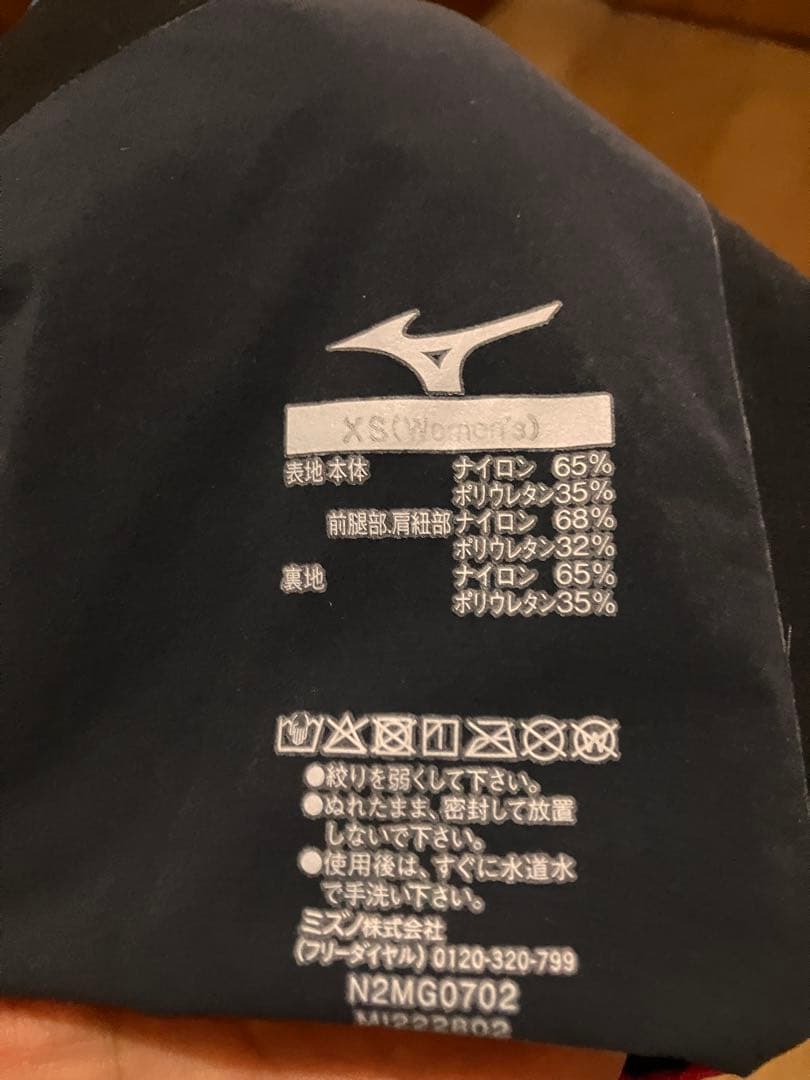 XS(Women's)
表地 本体 ナイロン 65%
ポリウレタン35%
前腿部.肩紐部 ナイロン 68%
ポリウレタン32%
裏地 ナイロン 65%
ポリウレタン35%
●絞りを弱くして下さい。
●ぬれたまま、密封して放置
しないで下さい。
●使用後は、すぐに水道水
で手洗い下さい。
ミズノ株式会社
(フリーダイヤル) 0120-320-799
N2MG0702